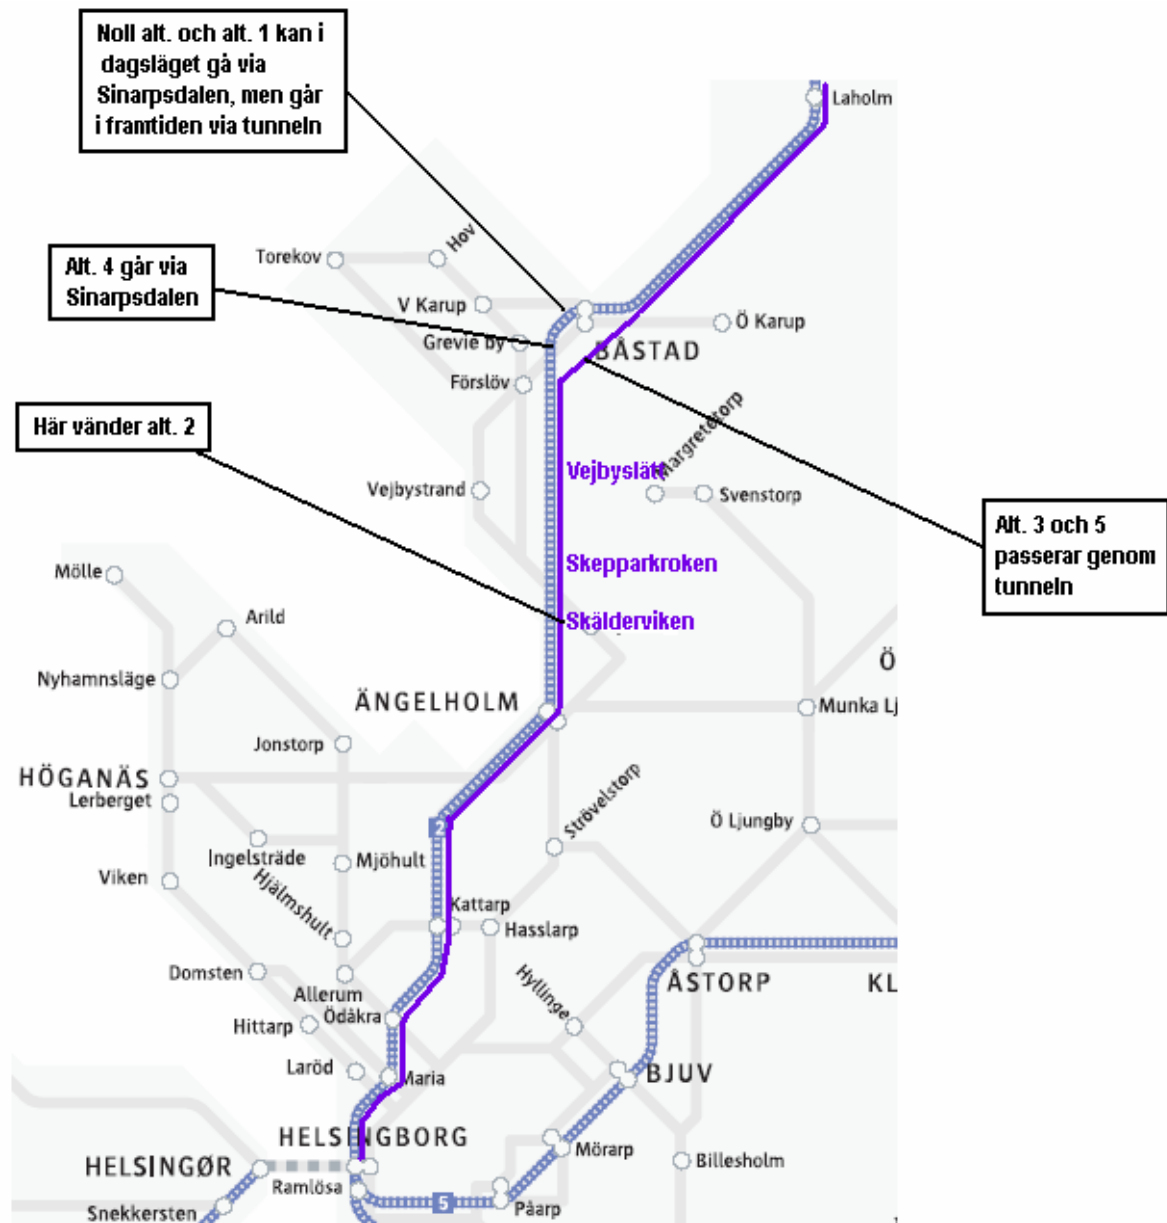 Noll alt. och alt. 1 kan i
dagsläget gå via
Sinarpsdalen, men går
i framtiden via tunneln
Laholm
Hov
Torekov
Alt. 4 går via
Sinarpsdalen
V Karup
Ö Karup
Grevie by
BÅSTAD
Förslöv
Här vänder alt. 2
Margretetorp
Vejbyslätt
Vejbystrand
Svenstorp
Alt. 3 och 5
passerar genom
tunneln
Skepparkroken
Mölle
Arild
Skälderviken
Ö
Nyhamnsläge
ÄNGELHOLM
Munka Lj
Jonstorp
HÖGANÄS
Lerberget
Strövelstorp
2
Ö Ljungby
Ingelsträde
Mjöhult
Viken
Hjälmshult
Kattarp
Hasslarp
Domsten
Allerum
Hyllinge
ÅSTORP
KL
Ödåkra
Hittarp
Laröd
Maria
BJUV
HELSINGBORG
Mörarp
Billesholm
HELSINGØR
Ramlösa
Snekkersten
5
Påarp